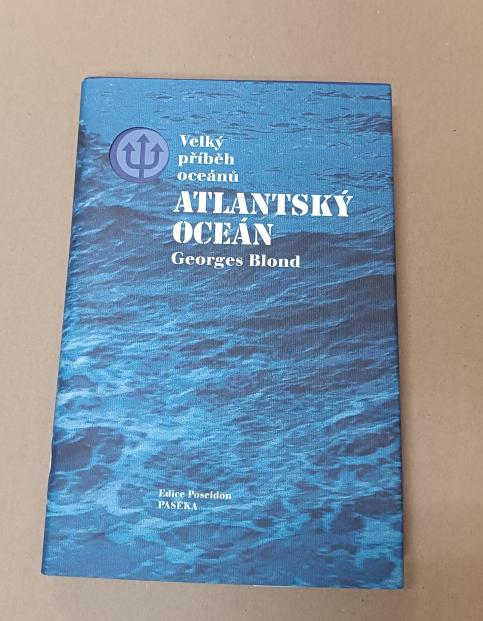 Velký
příběh
oceánů
ATLANTSKÝ
OCEÁN
Georges Blond
Edice Poseidon
PASEKA